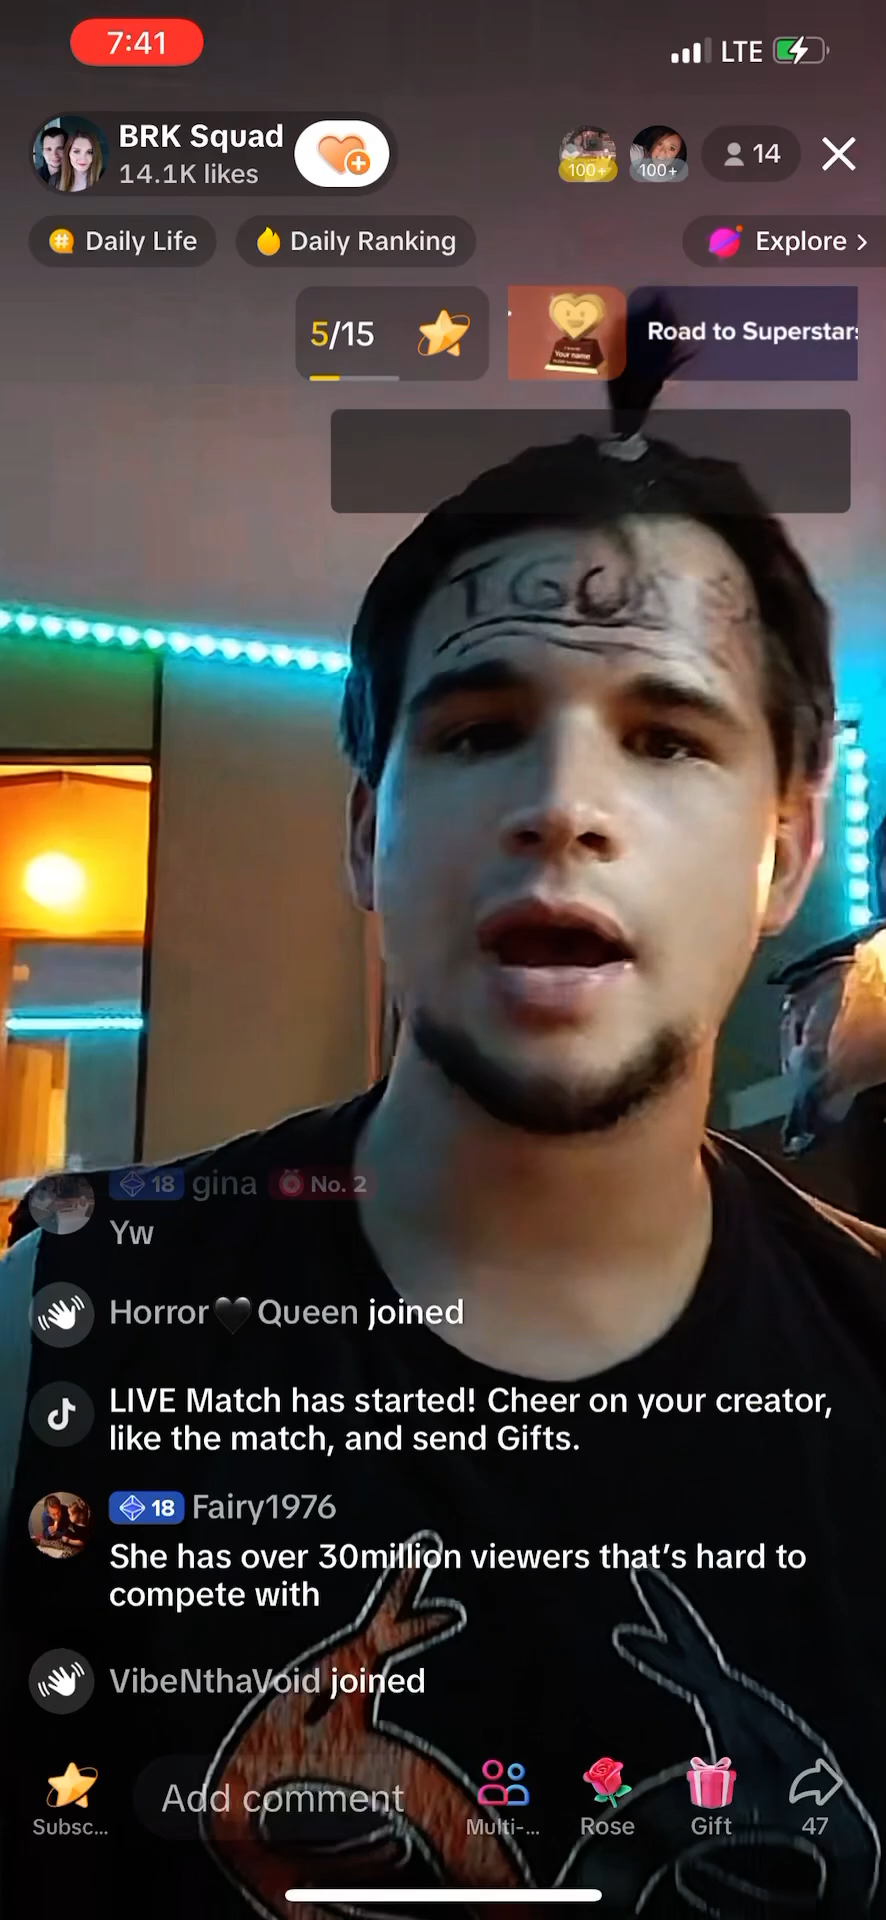 7:41
LTE
BRK Squad
14.1K likes
100+
100+
14
Daily Life
Daily Ranking
Explore >
5/15
Your name
Road to Superstar
18 gina No. 2
Yw
Horror🖤Queen joined
LIVE Match has started! Cheer on your creator,
like the match, and send Gifts.
18 Fairy1976
She has over 30million viewers that’s hard to
compete with
VibeNthaVoid joined
Subsc...
Add comment
Multi-...
Rose
Gift
47